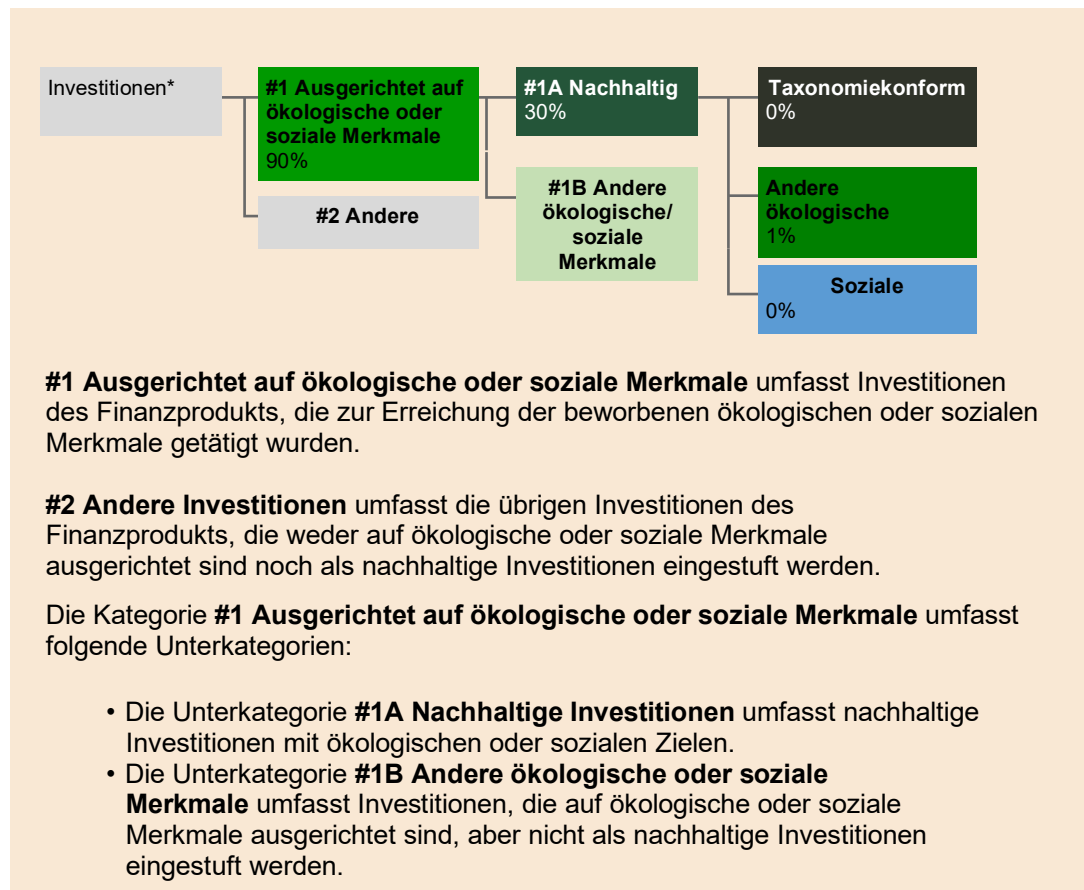 Investitionen*
#1 Ausgerichtet auf
ökologische oder
soziale Merkmale
90%
#2 Andere
#1A Nachhaltig
30%
#1B Andere
ökologische/
soziale
Merkmale
Taxonomiekonform
0%
Andere
ökologische
1%
Soziale
0%
#1 Ausgerichtet auf ökologische oder soziale Merkmale umfasst Investitionen
des Finanzprodukts, die zur Erreichung der beworbenen ökologischen oder sozialen
Merkmale getätigt wurden.
#2 Andere Investitionen umfasst die übrigen Investitionen des
Finanzprodukts, die weder auf ökologische oder soziale Merkmale
ausgerichtet sind noch als nachhaltige Investitionen eingestuft werden.
Die Kategorie #1 Ausgerichtet auf ökologische oder soziale Merkmale umfasst
folgende Unterkategorien:
• Die Unterkategorie #1A Nachhaltige Investitionen umfasst nachhaltige
Investitionen mit ökologischen oder sozialen Zielen.
• Die Unterkategorie #1B Andere ökologische oder soziale
Merkmale umfasst Investitionen, die auf ökologische oder soziale
Merkmale ausgerichtet sind, aber nicht als nachhaltige Investitionen
eingestuft werden.